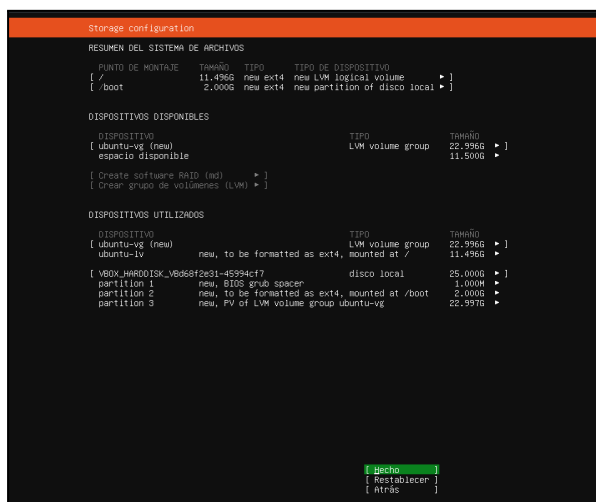 Storage configuration
RESUMEN DEL SISTEMA DE ARCHIVOS
PUNTO DE MONTAJE TAMAÑO TIPO TIPO DE DISPOSITIVO
[ / 11.496G new ext4 new LVM logical volume ▸ ]
[ /boot 2.000G new ext4 new partition of disco local ▸ ]
DISPOSITIVOS DISPONIBLES
DISPOSITIVO TIPO TAMAÑO
[ ubuntu-vg (new) LVM volume group 22.996G ▸ ]
espacio disponible 11.500G ▸
[ Create software RAID (md) ▸ ]
[ Crear grupo de volúmenes (LVM) ▸ ]
DISPOSITIVOS UTILIZADOS
DISPOSITIVO TIPO TAMAÑO
[ ubuntu-vg (new) LVM volume group 22.996G ▸ ]
ubuntu-lv new, to be formatted as ext4, mounted at / 11.496G ▸
[ VBOX_HARDDISK_VBd68f2e31-45994cf7 disco local 25.000G ▸ ]
partition 1 new, BIOS grub spacer 1.000M ▸
partition 2 new, to be formatted as ext4, mounted at /boot 2.000G ▸
partition 3 new, PV of LVM volume group ubuntu-vg 22.997G ▸
[ Hecho ]
[ Restablecer ]
[ Atrás ]